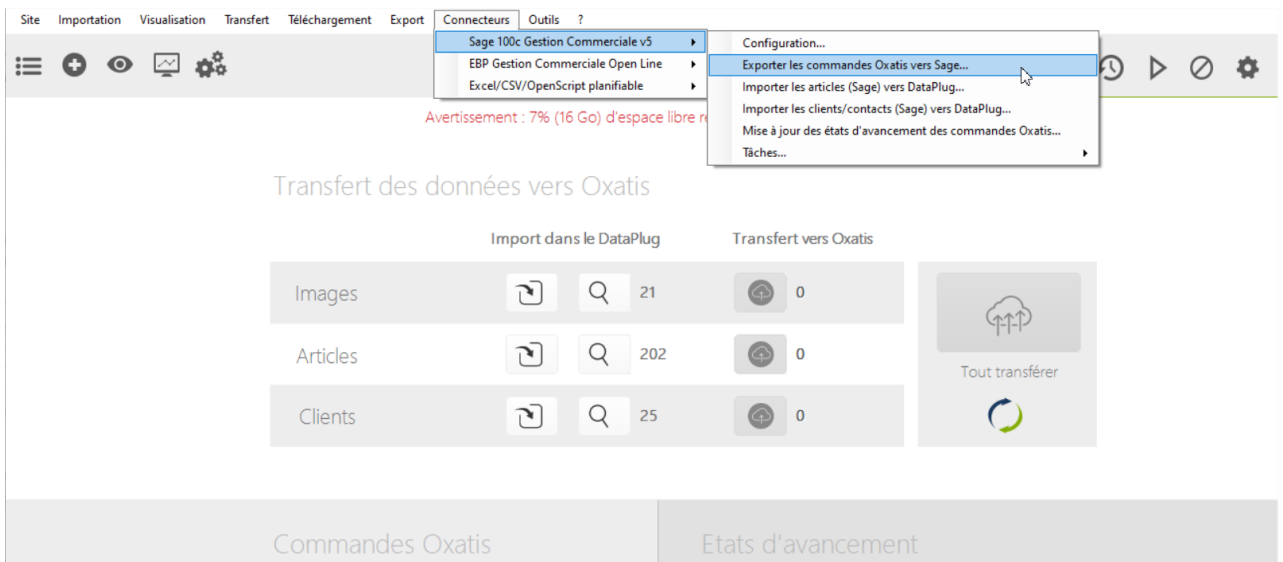 Site Importation Visualisation Transfert Téléchargement Export Connecteurs Outils ?
Sage 100c Gestion Commerciale v5
EBP Gestion Commerciale Open Line
Excel/CSV/OpenScript planifiable
Configuration...
Exporter les commandes Oxatis vers Sage...
Importer les articles (Sage) vers DataPlug...
Importer les clients/contacts (Sage) vers DataPlug...
Mise à jour des états d'avancement des commandes Oxatis...
Tâches...
Avertissement : 7% (16 Go) d'espace libre
Transfert des données vers Oxatis
Import dans le DataPlug Transfert vers Oxatis
Images 21 0
Articles 202 0
Clients 25 0
Tout transférer
Commandes Oxatis Etats d'avancement